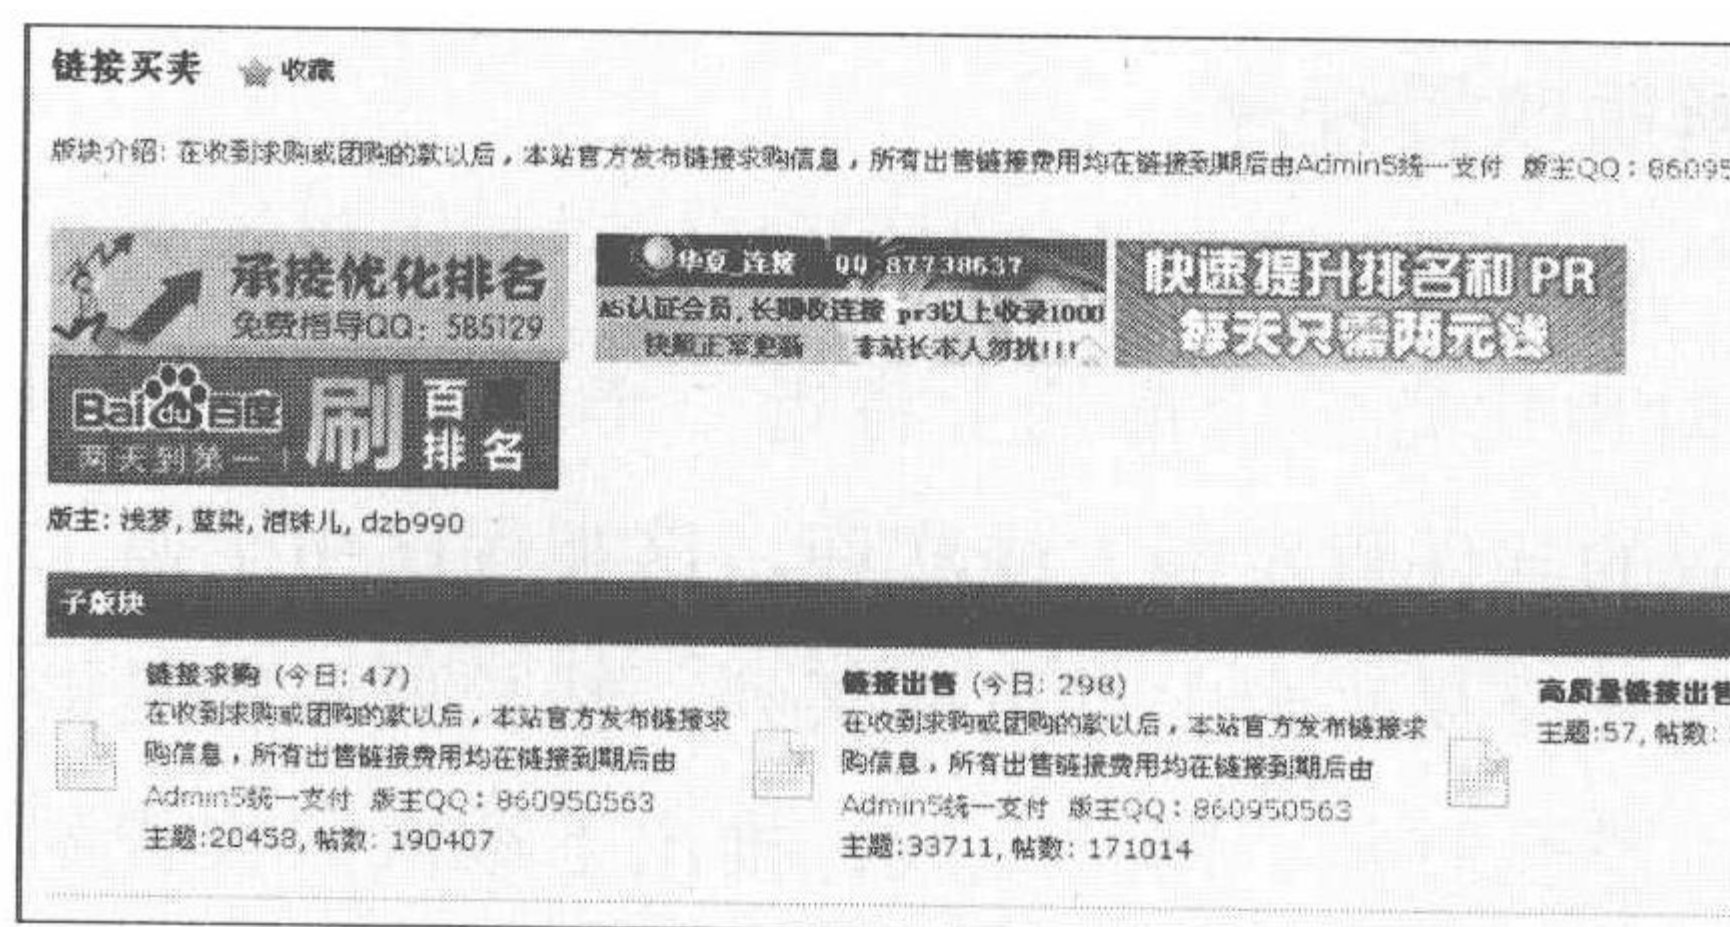 链接买卖 收藏
版块介绍: 在收到求购或团购的款以后，本站官方发布链接求购信息，所有出售链接费用均在链接到期后由Admin5统一支付 版主QQ：86095
承接优化排名
免费指导QQ: 585129
华夏_连接 QQ 87738637
A5认证会员,长期收连接 pr3以上收录1000
快照正常更新 非站长本人勿扰!!!
快速提升排名和 PR
每天只需两元钱
Bai du 百度
两天到第一!
刷
百度
排名
版主: 浅梦, 蓝染, 泪珠儿, dzb990
子版块
链接求购 (今日: 47)
在收到求购或团购的款以后，本站官方发布链接求
购信息，所有出售链接费用均在链接到期后由
Admin5统一支付 版主QQ：860950563
主题:20458, 帖数: 190407
链接出售 (今日: 298)
在收到求购或团购的款以后，本站官方发布链接求
购信息，所有出售链接费用均在链接到期后由
Admin5统一支付 版主QQ：860950563
主题:33711, 帖数: 171014
高质量链接出售
主题:57, 帖数: